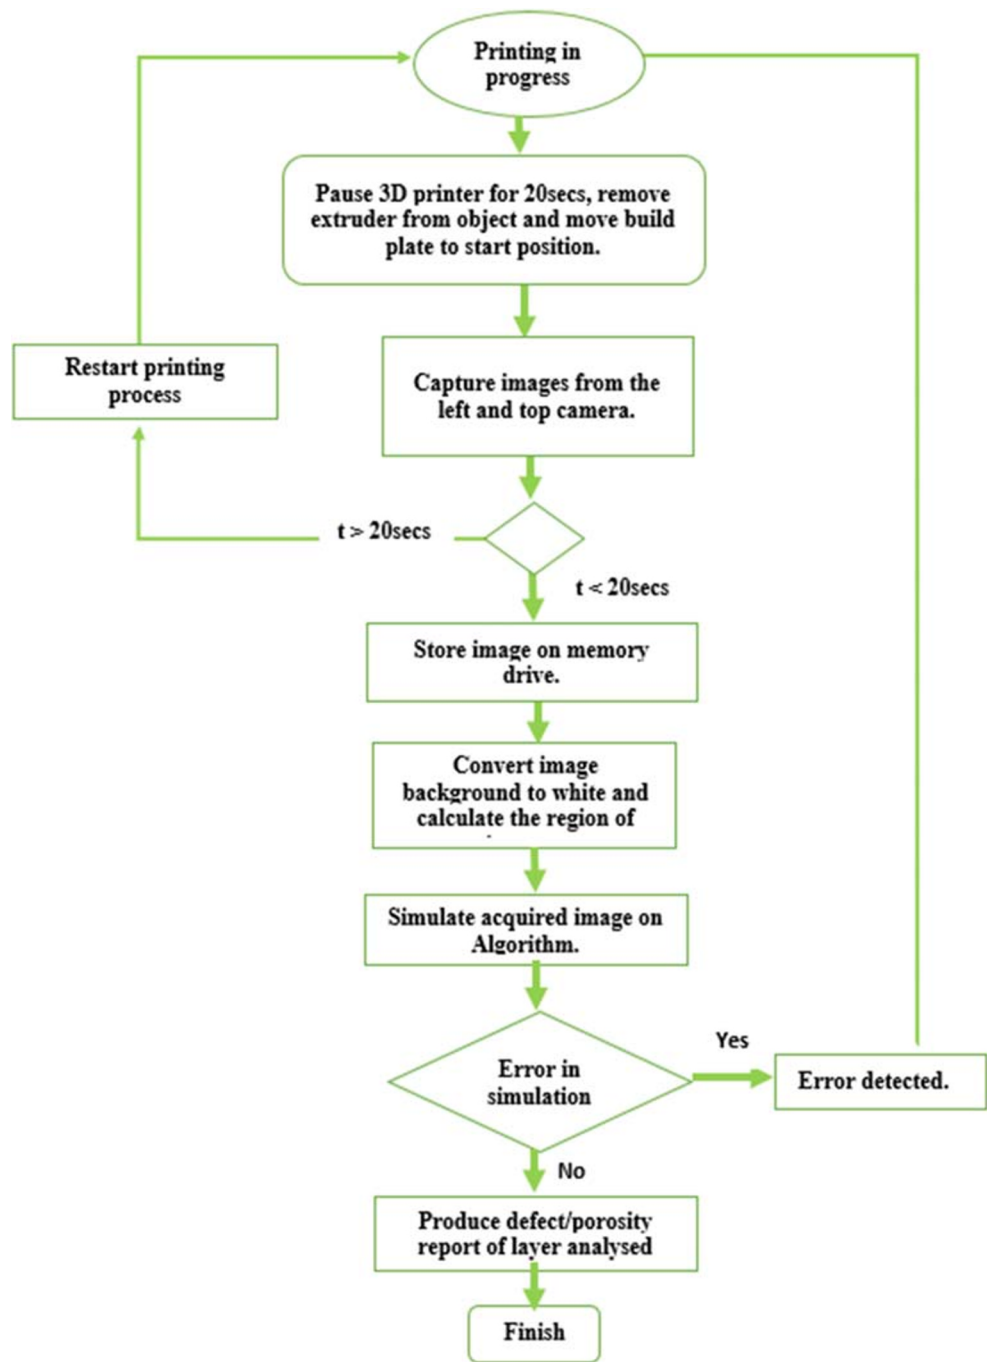 Printing in
progress
Pause 3D printer for 20secs, remove
extruder from object and move build
plate to start position.
Restart printing
process
Capture images from the
left and top camera.
t > 20secs
t < 20secs
Store image on memory
drive.
Convert image
background to white and
calculate the region of
Simulate acquired image on
Algorithm.
Error in
simulation
Yes
Error detected.
No
Produce defect/porosity
report of layer analysed
Finish